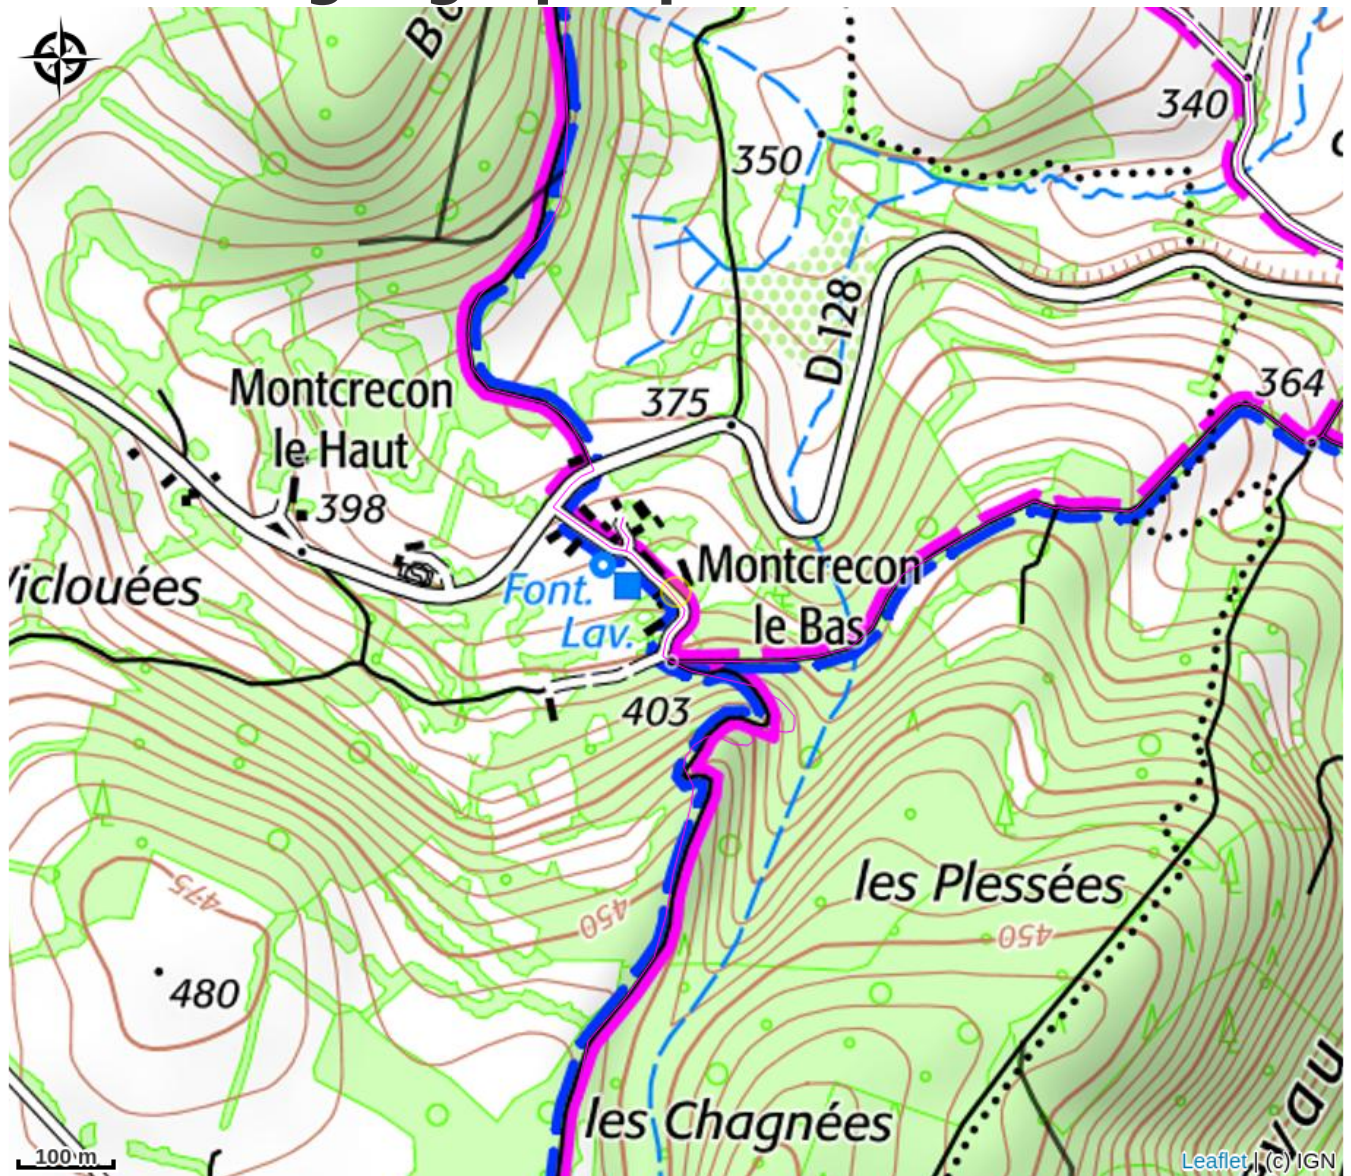 340
350
D 128
364
375
Montcrecon
le Haut
398
Montcrecon
le Bas
Font.
Lav.
403
475
450
les Plessées
450
480
les Chagnées
100 m
Leaflet | (c) IGN